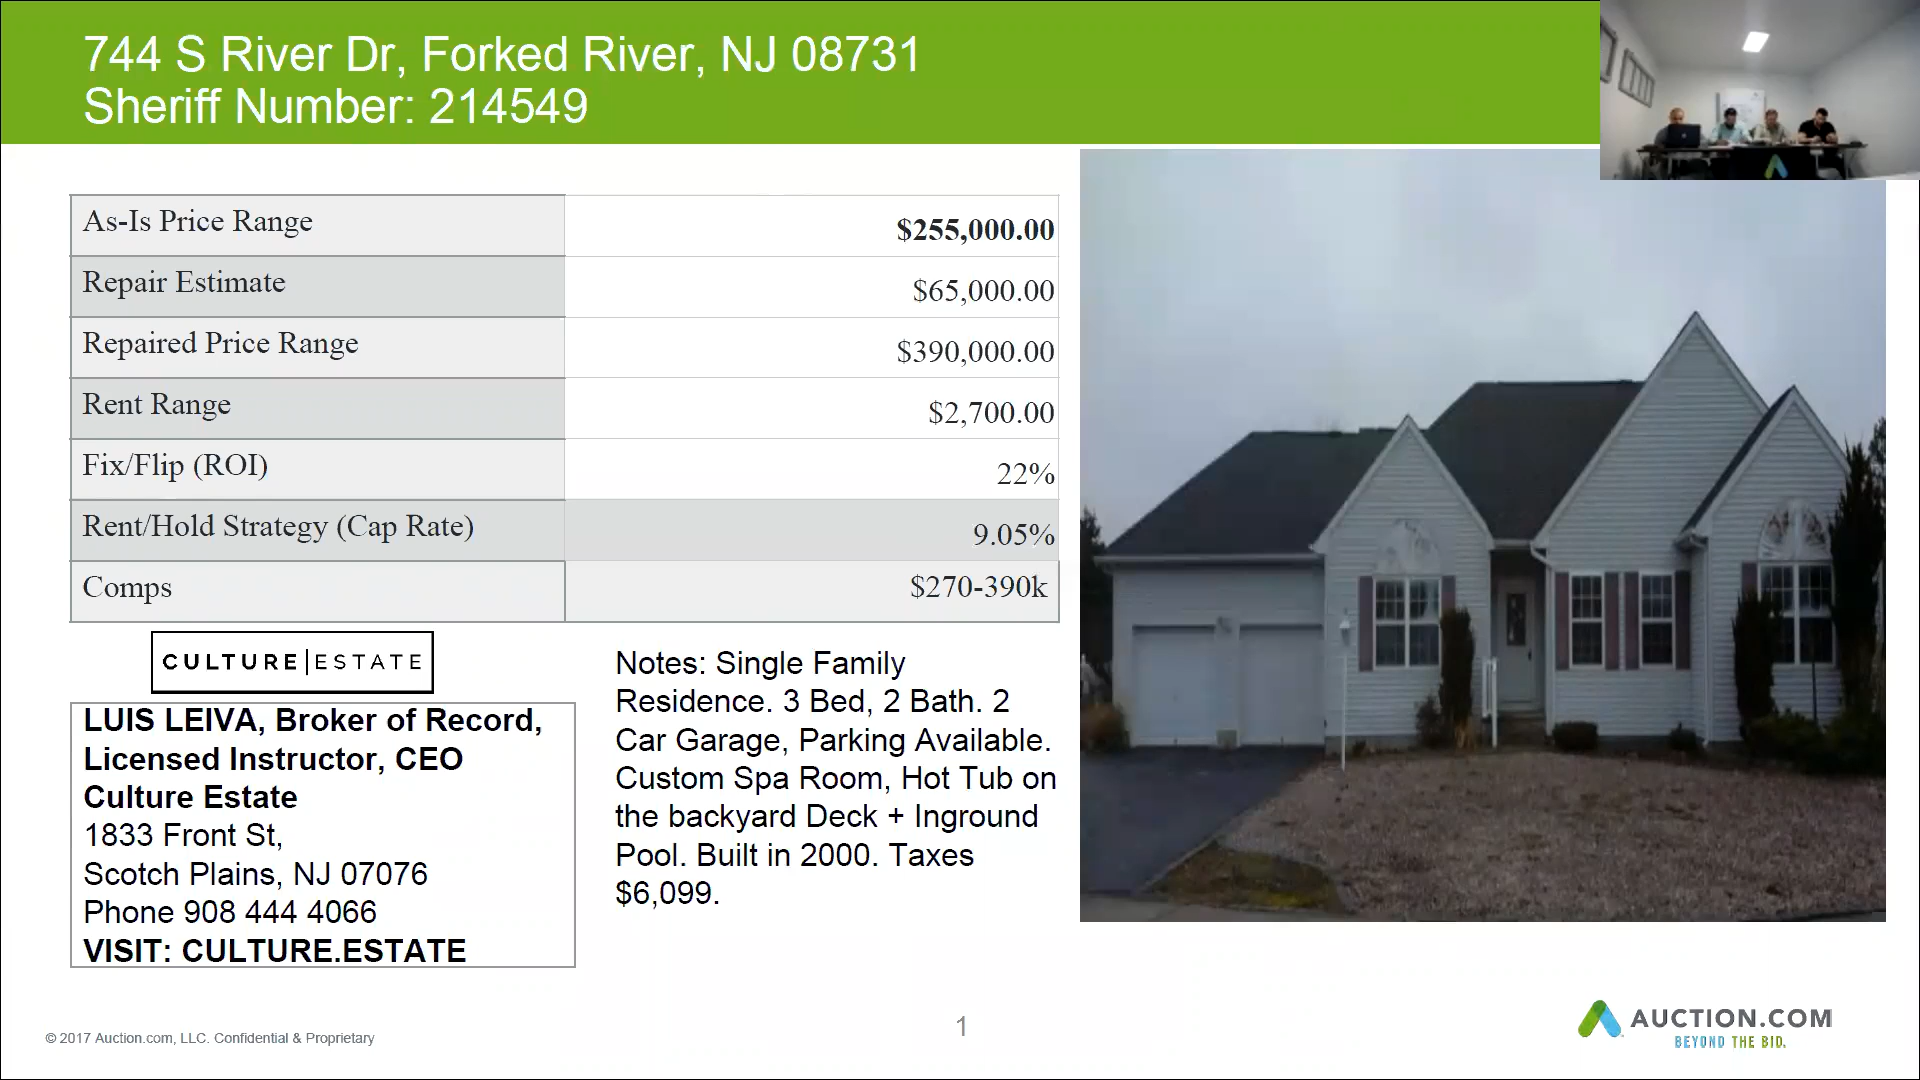 744 S River Dr, Forked River, NJ 08731
Sheriff Number: 214549
As-Is Price Range $255,000.00
Repair Estimate $65,000.00
Repaired Price Range $390,000.00
Rent Range $2,700.00
Fix/Flip (ROI) 22%
Rent/Hold Strategy (Cap Rate) 9.05%
Comps $270-390k
CULTURE|ESTATE
LUIS LEIVA, Broker of Record,
Licensed Instructor, CEO
Culture Estate
1833 Front St,
Scotch Plains, NJ 07076
Phone 908 444 4066
VISIT: CULTURE.ESTATE
Notes: Single Family
Residence. 3 Bed, 2 Bath. 2
Car Garage, Parking Available.
Custom Spa Room, Hot Tub on
the backyard Deck + Inground
Pool. Built in 2000. Taxes
$6,099.
© 2017 Auction.com, LLC. Confidential & Proprietary
1
AUCTION.COM
BEYOND THE BID.